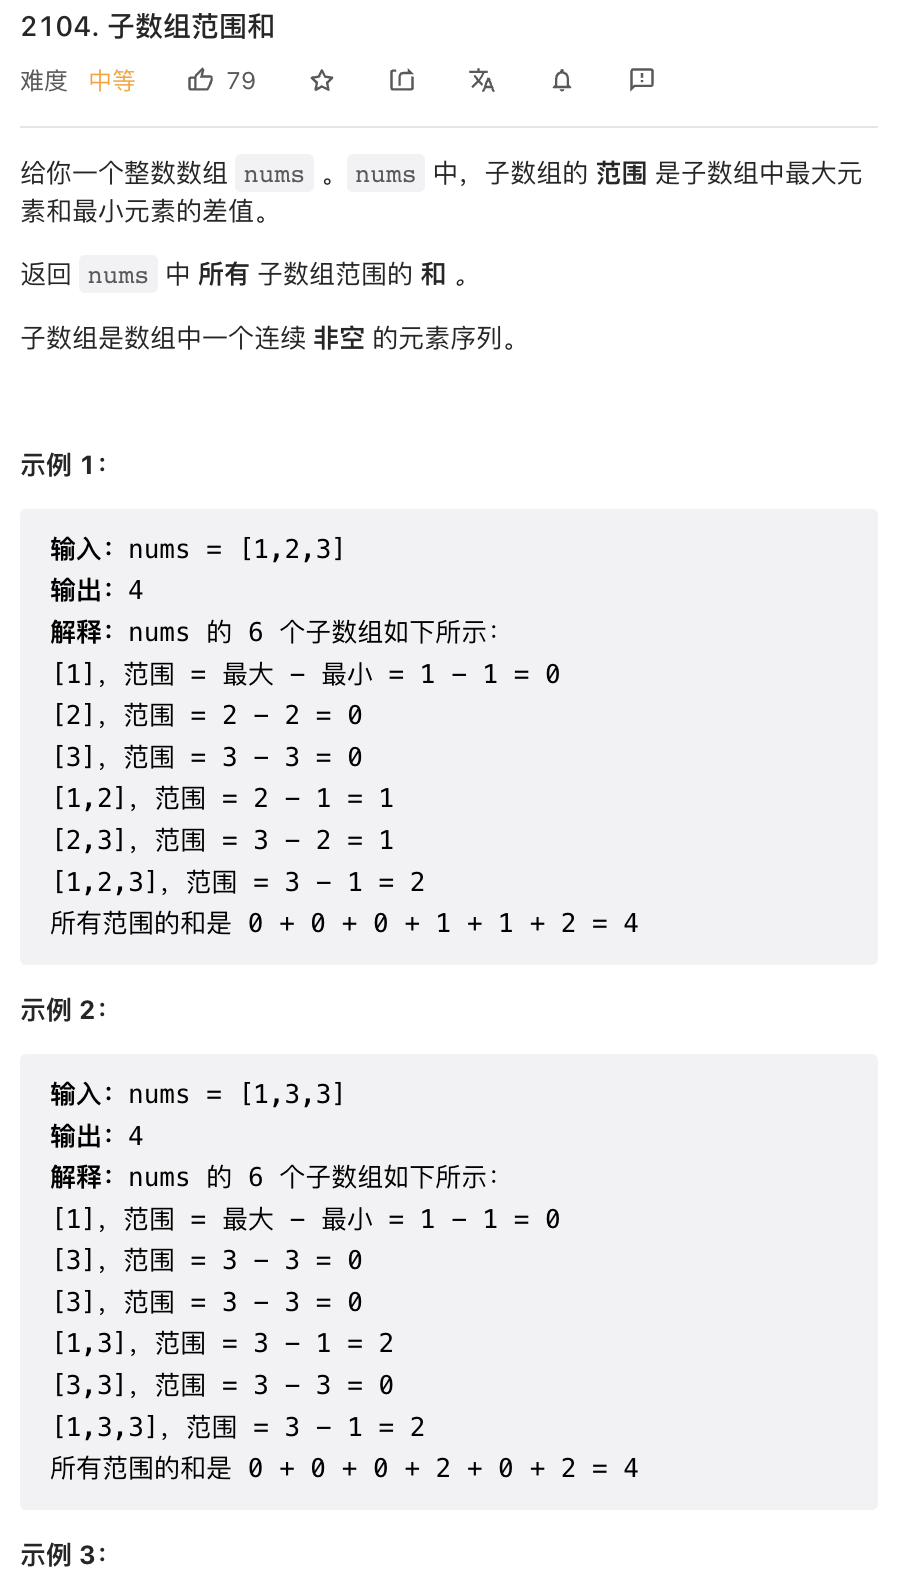 2104. 子数组范围和
难度 中等 79
给你一个整数数组 nums 。nums 中，子数组的 范围 是子数组中最大元
素和最小元素的差值。
返回 nums 中 所有 子数组范围的 和 。
子数组是数组中一个连续 非空 的元素序列。
示例 1：
输入：nums = [1,2,3]
输出：4
解释：nums 的 6 个子数组如下所示：
[1]，范围 = 最大 - 最小 = 1 - 1 = 0
[2]，范围 = 2 - 2 = 0
[3]，范围 = 3 - 3 = 0
[1,2]，范围 = 2 - 1 = 1
[2,3]，范围 = 3 - 2 = 1
[1,2,3]，范围 = 3 - 1 = 2
所有范围的和是 0 + 0 + 0 + 1 + 1 + 2 = 4
示例 2：
输入：nums = [1,3,3]
输出：4
解释：nums 的 6 个子数组如下所示：
[1]，范围 = 最大 - 最小 = 1 - 1 = 0
[3]，范围 = 3 - 3 = 0
[3]，范围 = 3 - 3 = 0
[1,3]，范围 = 3 - 1 = 2
[3,3]，范围 = 3 - 3 = 0
[1,3,3]，范围 = 3 - 1 = 2
所有范围的和是 0 + 0 + 0 + 2 + 0 + 2 = 4
示例 3：